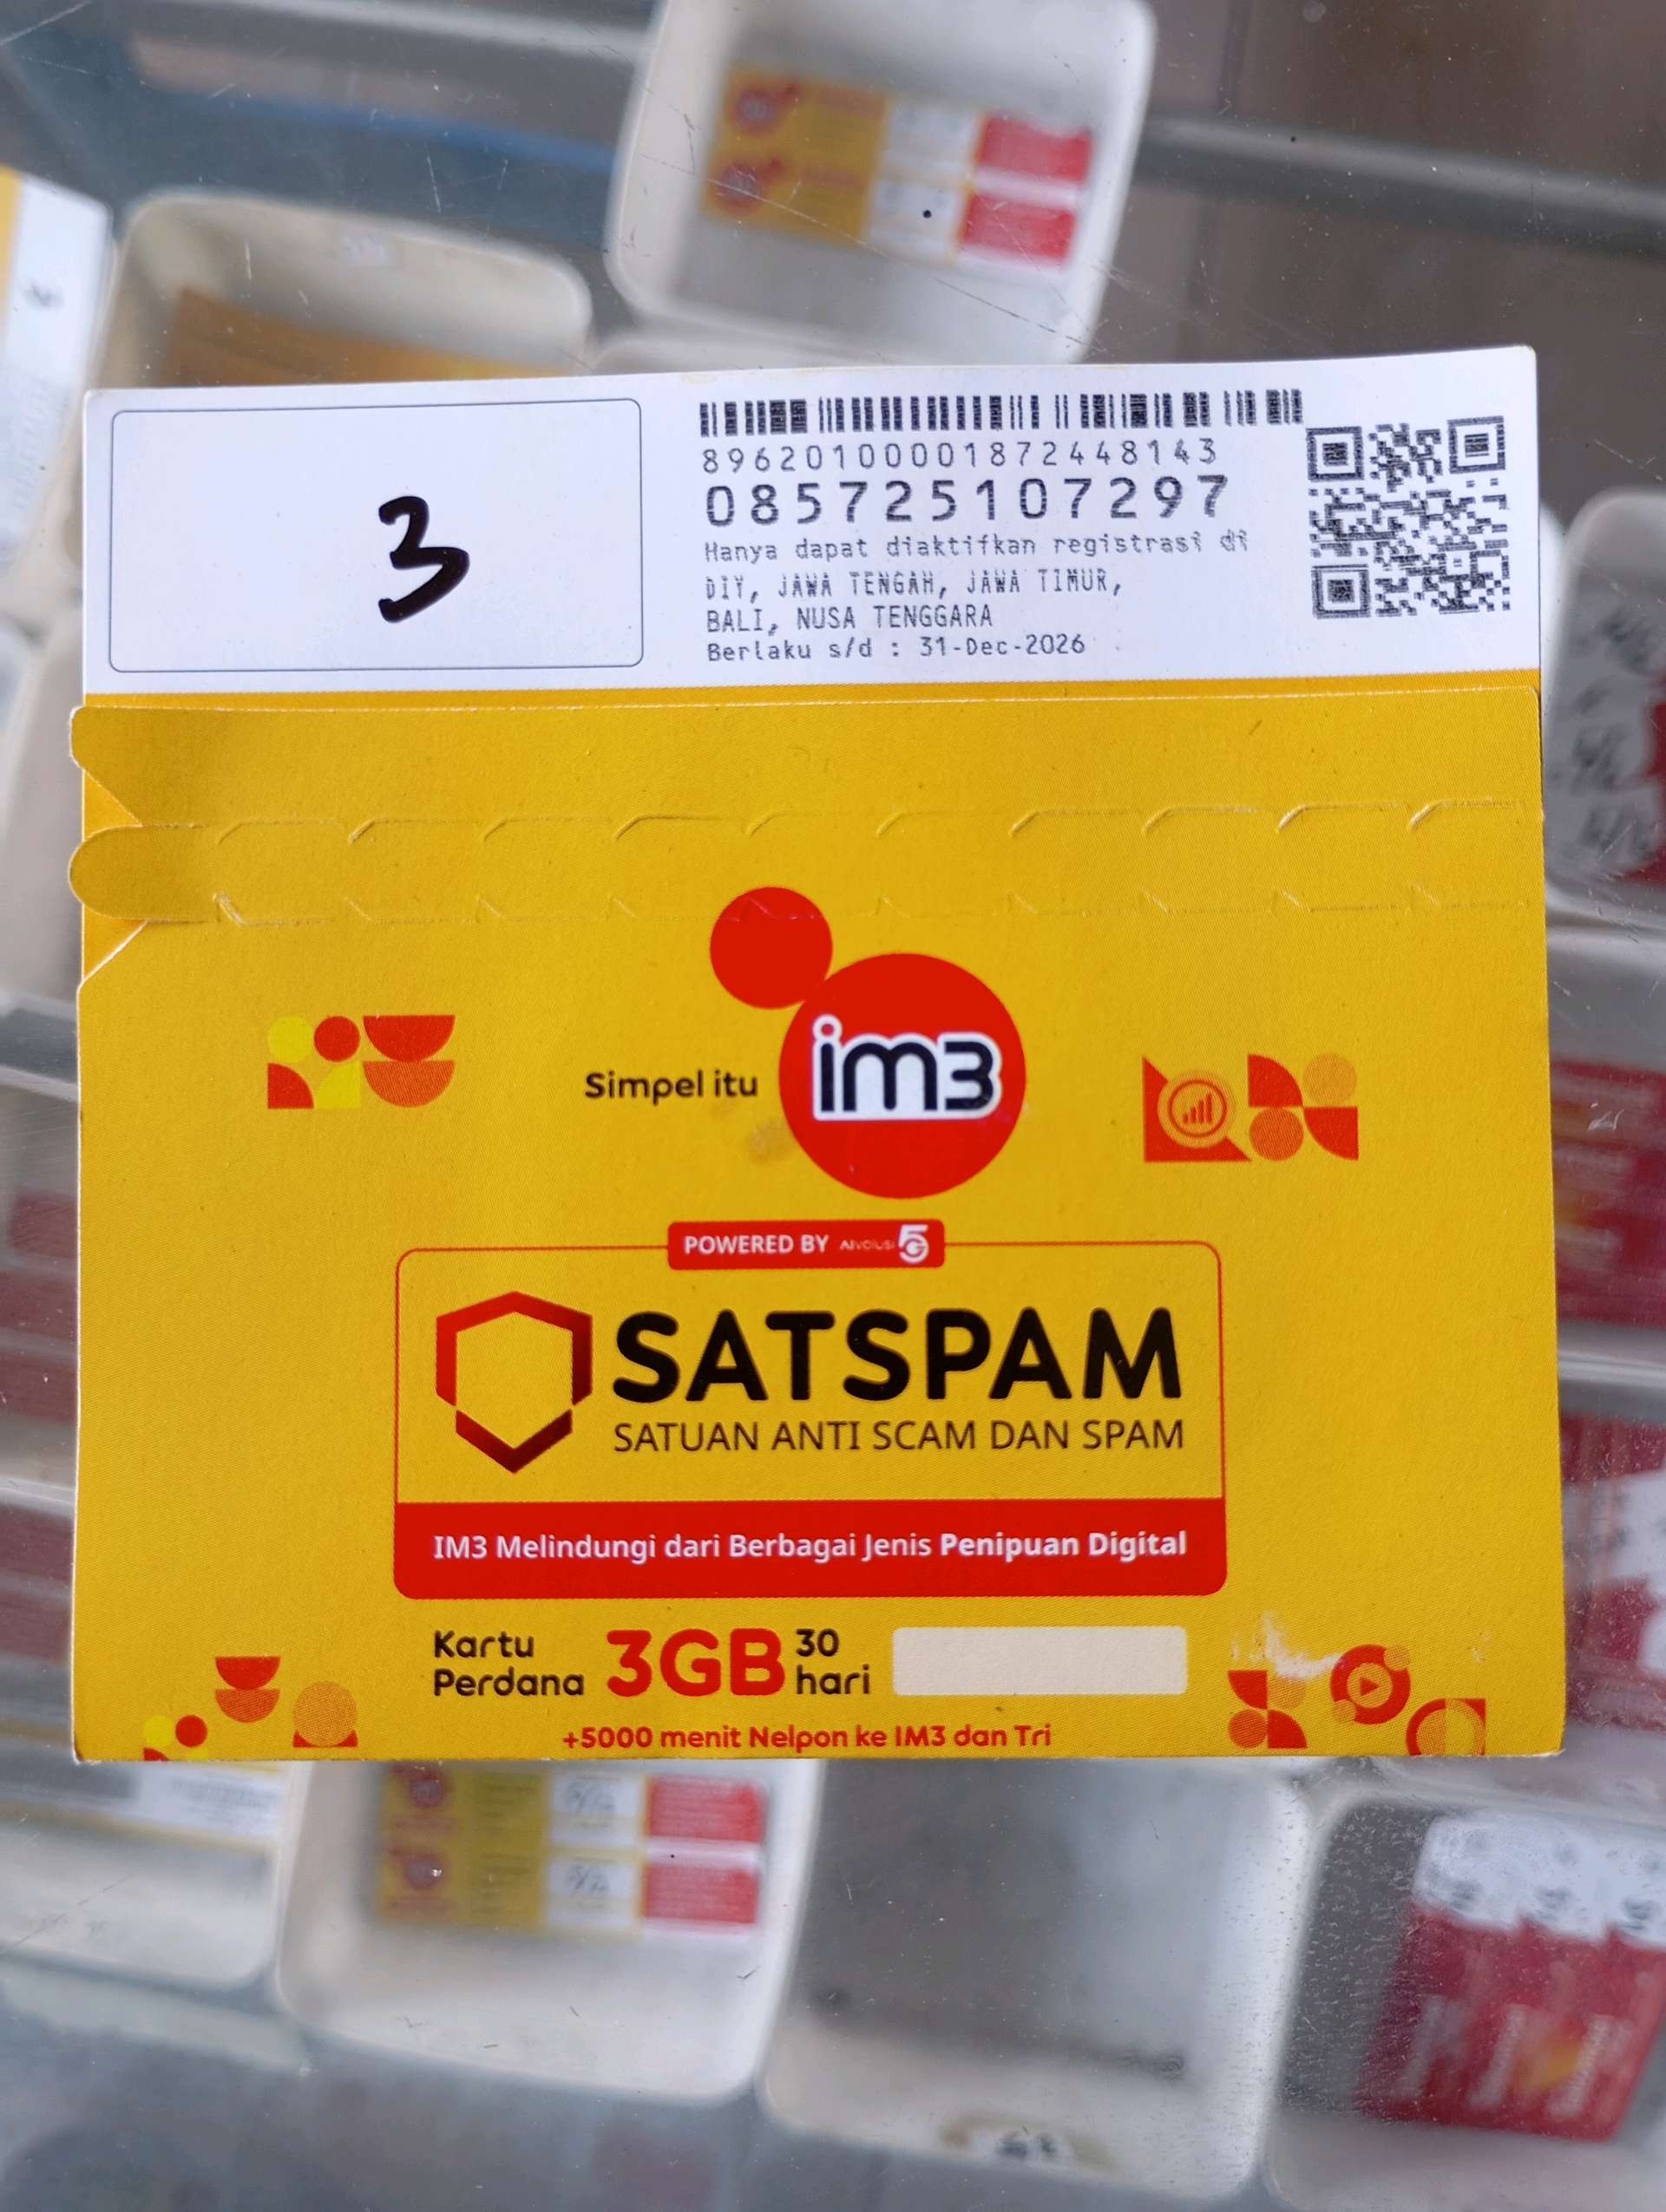 3
8962010000187244814​3
085725107297
Hanya dapat diaktifkan registrasi di
DIY, JAWA TENGAH, JAWA TIMUR,
BALI, NUSA TENGGARA
Berlaku s/d : 31-Dec-2026
Simpel itu im3
POWERED BY AIvolusi 5G
SATSPAM
SATUAN ANTI SCAM DAN SPAM
IM3 Melindungi dari Berbagai Jenis Penipuan Digital
Kartu Perdana 3GB 30 hari
+5000 menit Nelpon ke IM3 dan Tri